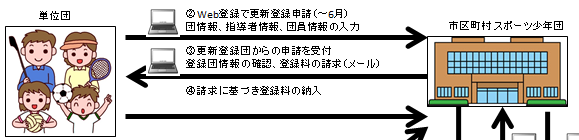 単位団
②Web登録で更新登録申請（～6月）
団情報、指導者情報、団員情報の入力
市区町村スポーツ少年団
③更新登録団からの申請を受付
登録団情報の確認、登録料の請求（メール）
④請求に基づき登録料の納入